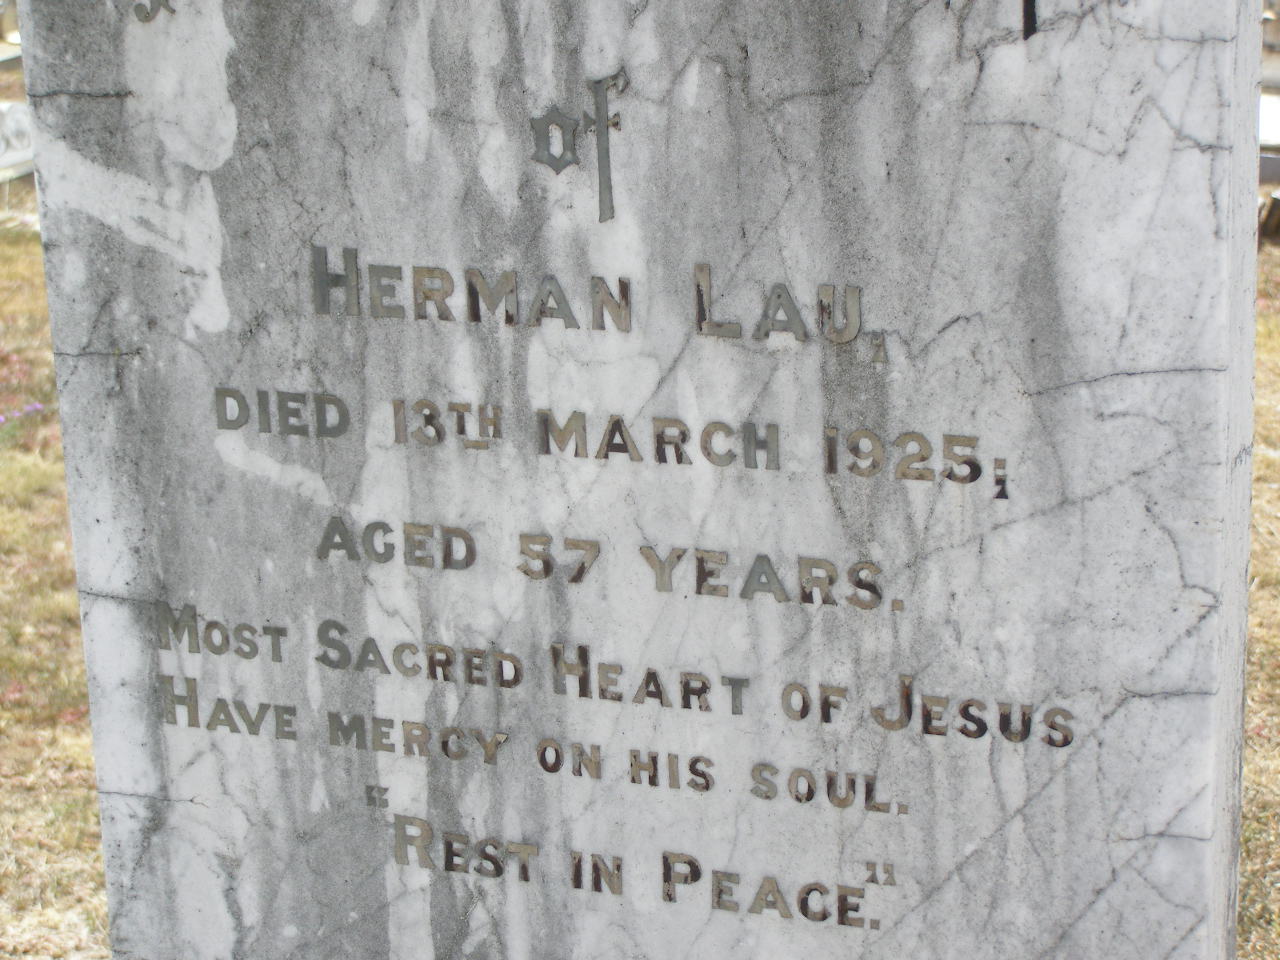 of
HERMAN LAU,
DIED 13TH MARCH 1925;
AGED 57 YEARS.
MOST SACRED HEART OF JESUS
HAVE MERCY ON HIS SOUL.
"REST IN PEACE."